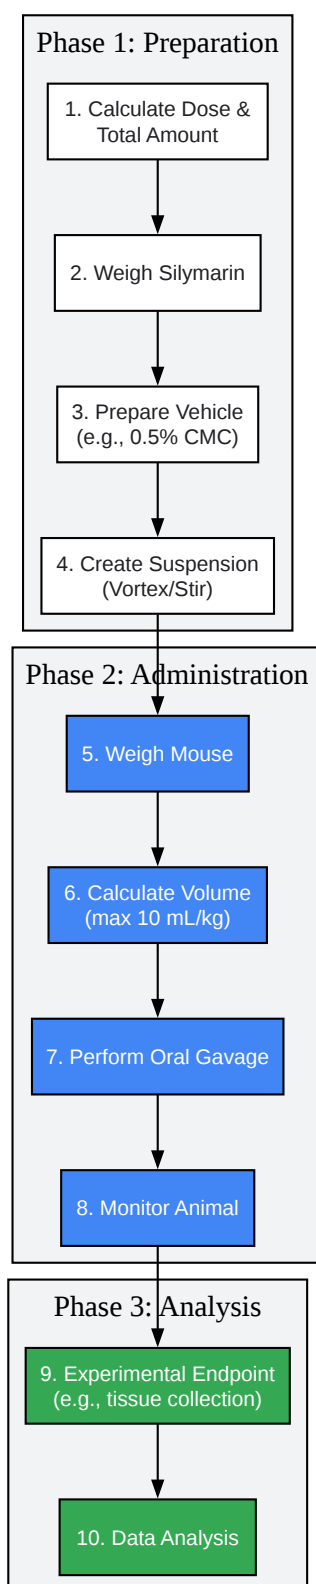 Phase 1: Preparation
1. Calculate Dose &
Total Amount
2. Weigh Silymarin
3. Prepare Vehicle
(e.g., 0.5% CMC)
4. Create Suspension
(Vortex/Stir)
Phase 2: Administration
5. Weigh Mouse
6. Calculate Volume
(max 10 mL/kg)
7. Perform Oral Gavage
8. Monitor Animal
Phase 3: Analysis
9. Experimental Endpoint
(e.g., tissue collection)
10. Data Analysis